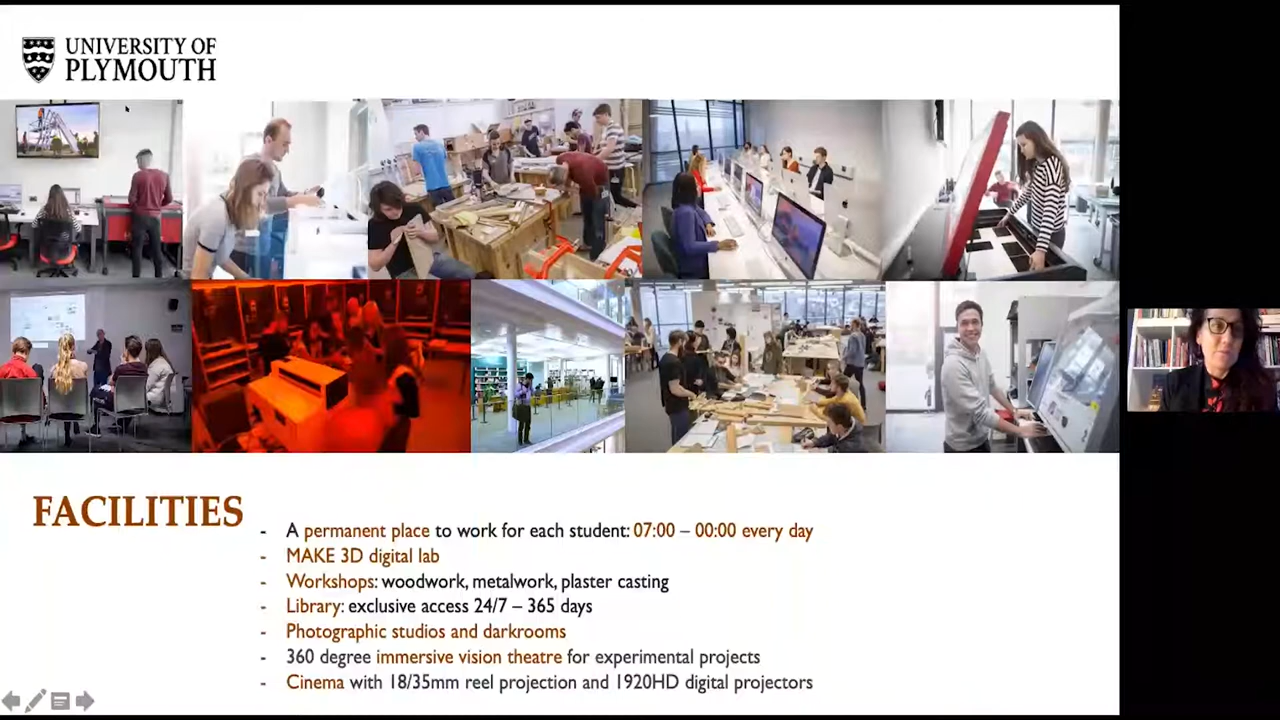 UNIVERSITY OF
PLYMOUTH
FACILITIES
- A permanent place to work for each student: 07:00 – 00:00 every day
- MAKE 3D digital lab
- Workshops: woodwork, metalwork, plaster casting
- Library: exclusive access 24/7 – 365 days
- Photographic studios and darkrooms
- 360 degree immersive vision theatre for experimental projects
- Cinema with 18/35mm reel projection and 1920HD digital projectors